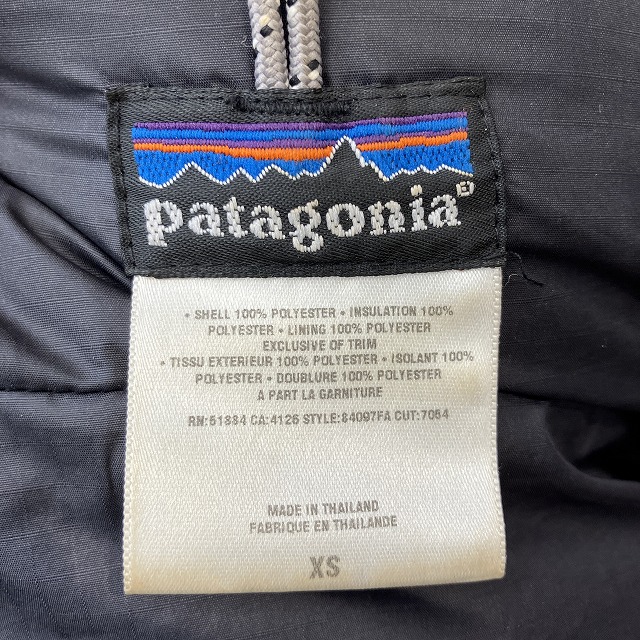 patagonia
• SHELL 100% POLYESTER • INSULATION 100%
POLYESTER • LINING 100% POLYESTER
EXCLUSIVE OF TRIM
• TISSU EXTERIEUR 100% POLYESTER • ISOLANT 100%
POLYESTER • DOUBLURE 100% POLYESTER
A PART LA GARNITURE
RN:51884 CA:4126 STYLE:84097FA CUT:7054
MADE IN THAILAND
FABRIQUE EN THAILANDE
XS